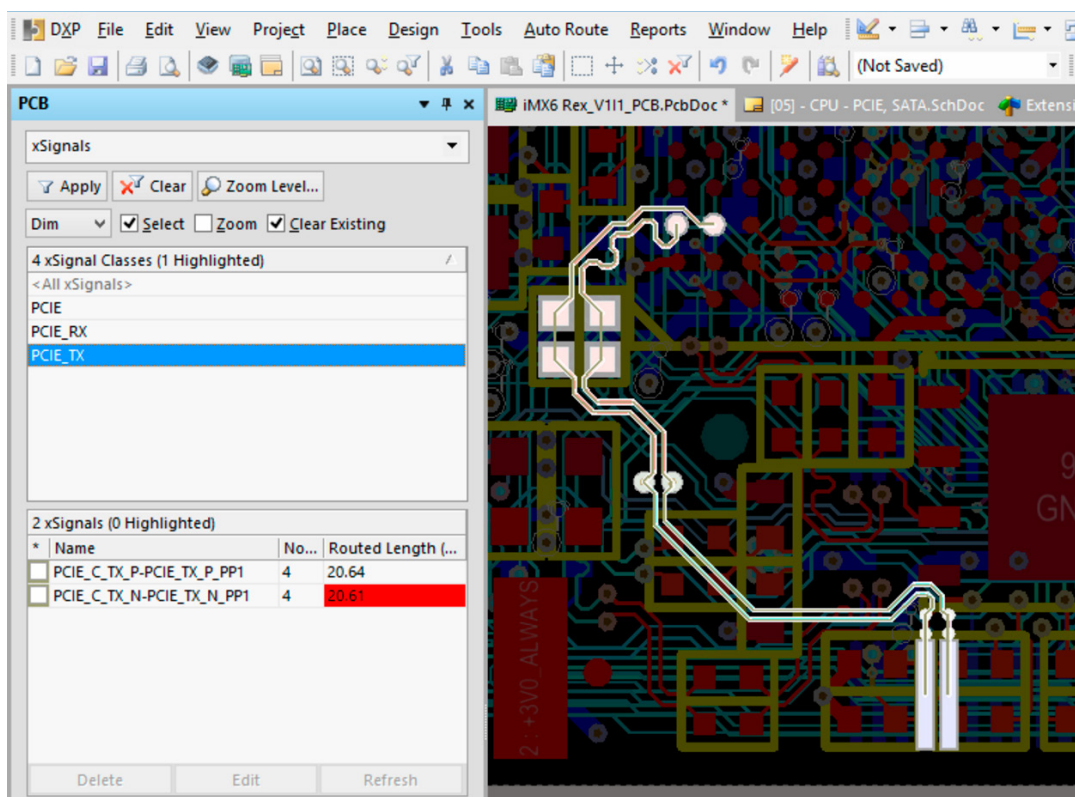 DXP File Edit View Project Place Design Tools Auto Route Reports Window Help
(Not Saved)
PCB
iMX6 Rex_V1I1_PCB.PcbDoc * [05] - CPU - PCIE, SATA.SchDoc Extensi
xSignals
Apply Clear Zoom Level...
Dim Select Zoom Clear Existing
4 xSignal Classes (1 Highlighted)
<All xSignals>
PCIE
PCIE_RX
PCIE_TX
2 xSignals (0 Highlighted)
* Name No... Routed Length (...
PCIE_C_TX_P-PCIE_TX_P_PP1 4 20.64
PCIE_C_TX_N-PCIE_TX_N_PP1 4 20.61
Delete Edit Refresh
9
GN
2 : +3V0_ALWAYS